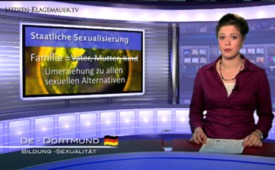 MEDIEN-KLAGEMAUER.TV
Staatliche Sexualisierung
Familie = Vater, Mutter, Kind
Umerziehung zu allen
sexuellen Alternativen
DE - DORTMUND
BILDUNG -SEXUALITÄT